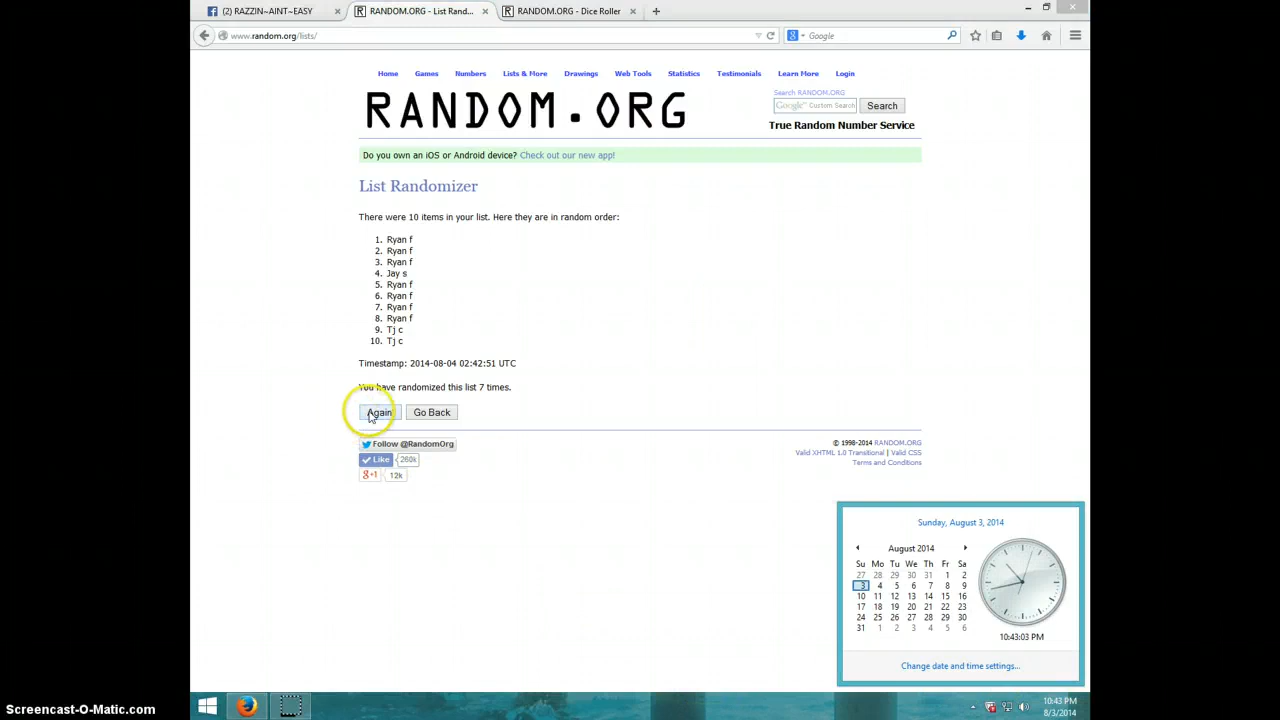 (2) RAZZIN~AINT~EASY
RANDOM.ORG - List Rand...
RANDOM.ORG - Dice Roller
www.random.org/lists/
Google
Home Games Numbers Lists & More Drawings Web Tools Statistics Testimonials Learn More Login
Search RANDOM.ORG
RANDOM.ORG
Google™ Custom Search
Search
True Random Number Service
Do you own an iOS or Android device? Check out our new app!
List Randomizer
There were 10 items in your list. Here they are in random order:
1. Ryan f
2. Ryan f
3. Ryan f
4. Jay s
5. Ryan f
6. Ryan f
7. Ryan f
8. Ryan f
9. Tj c
10. Tj c
Timestamp: 2014-08-04 02:42:51 UTC
You have randomized this list 7 times.
Again! Go Back
Follow @RandomOrg
Like 260k
g+1 12k
© 1998-2014 RANDOM.ORG
Valid XHTML 1.0 Transitional | Valid CSS
Terms and Conditions
Sunday, August 3, 2014
August 2014
Su Mo Tu We Th Fr Sa
27 28 29 30 31 1 2
3 4 5 6 7 8 9
10 11 12 13 14 15 16
17 18 19 20 21 22 23
24 25 26 27 28 29 30
31 1 2 3 4 5 6
10:43:03 PM
Change date and time settings...
10:43 PM
8/3/2014
Screencast-O-Matic.com